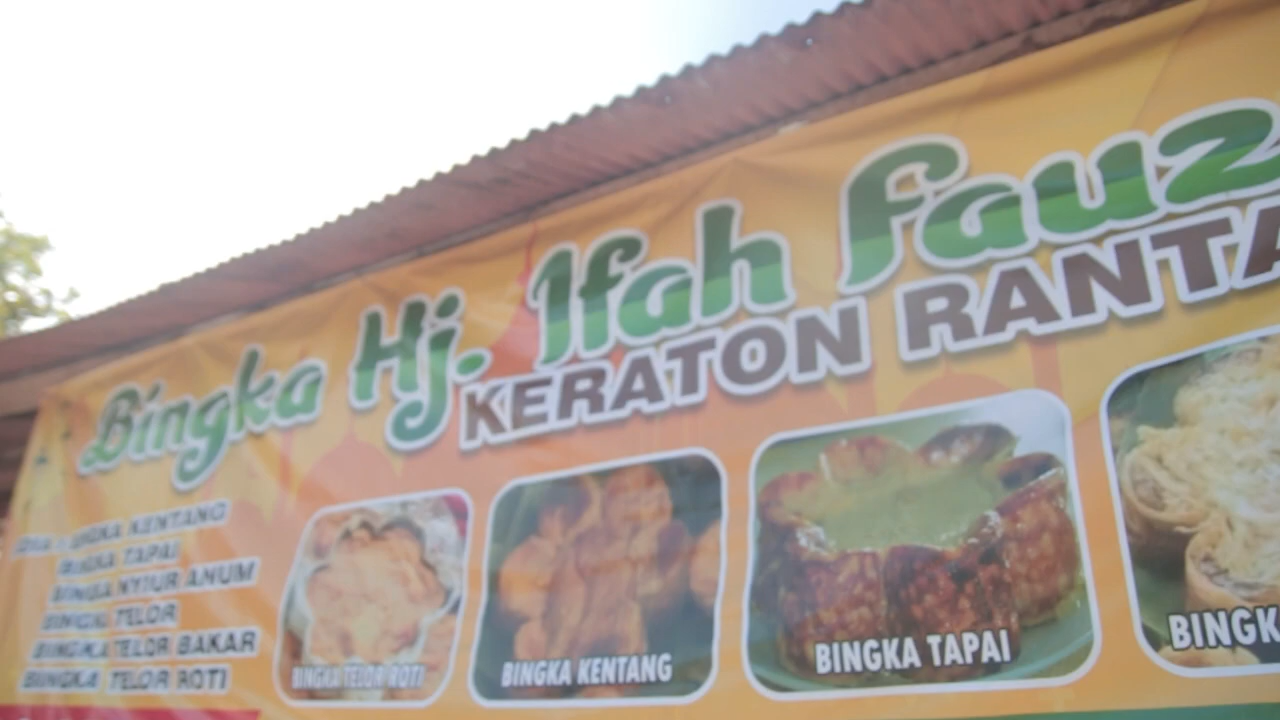 Bingka Hj. Ifah Fauz
KERATON RANTA
BINGKA KENTANG
BINGKA TAPAI
BINGKA NYIUR ANUM
BINGKA TELOR
BINGKA TELOR BAKAR
BINGKA TELOR ROTI
BINGKA TELOR ROTI
BINGKA KENTANG
BINGKA TAPAI
BINGK